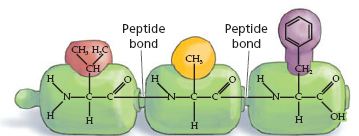 Peptide
bond
Peptide
bond
CH₃ H₃C
CH
CH₃
CH₂
H O H O H O
N C C N C C N C C
H H H H OH